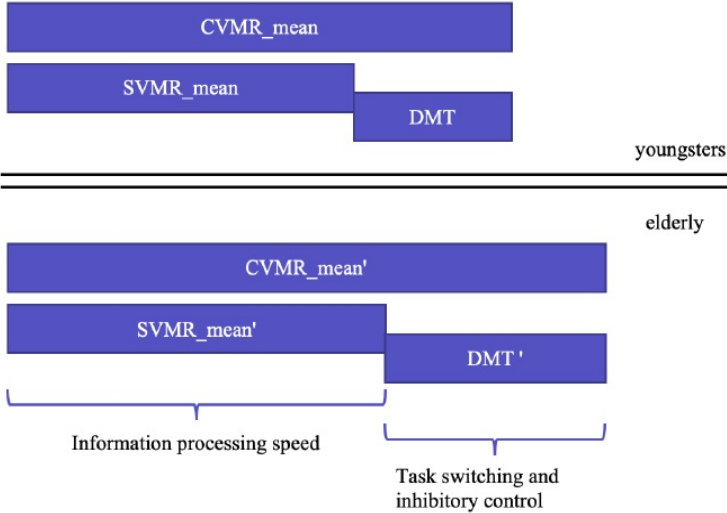 CVMR_mean
SVMR_mean
DMT
youngsters
elderly
CVMR_mean'
SVMR_mean'
DMT '
Information processing speed
Task switching and
inhibitory control